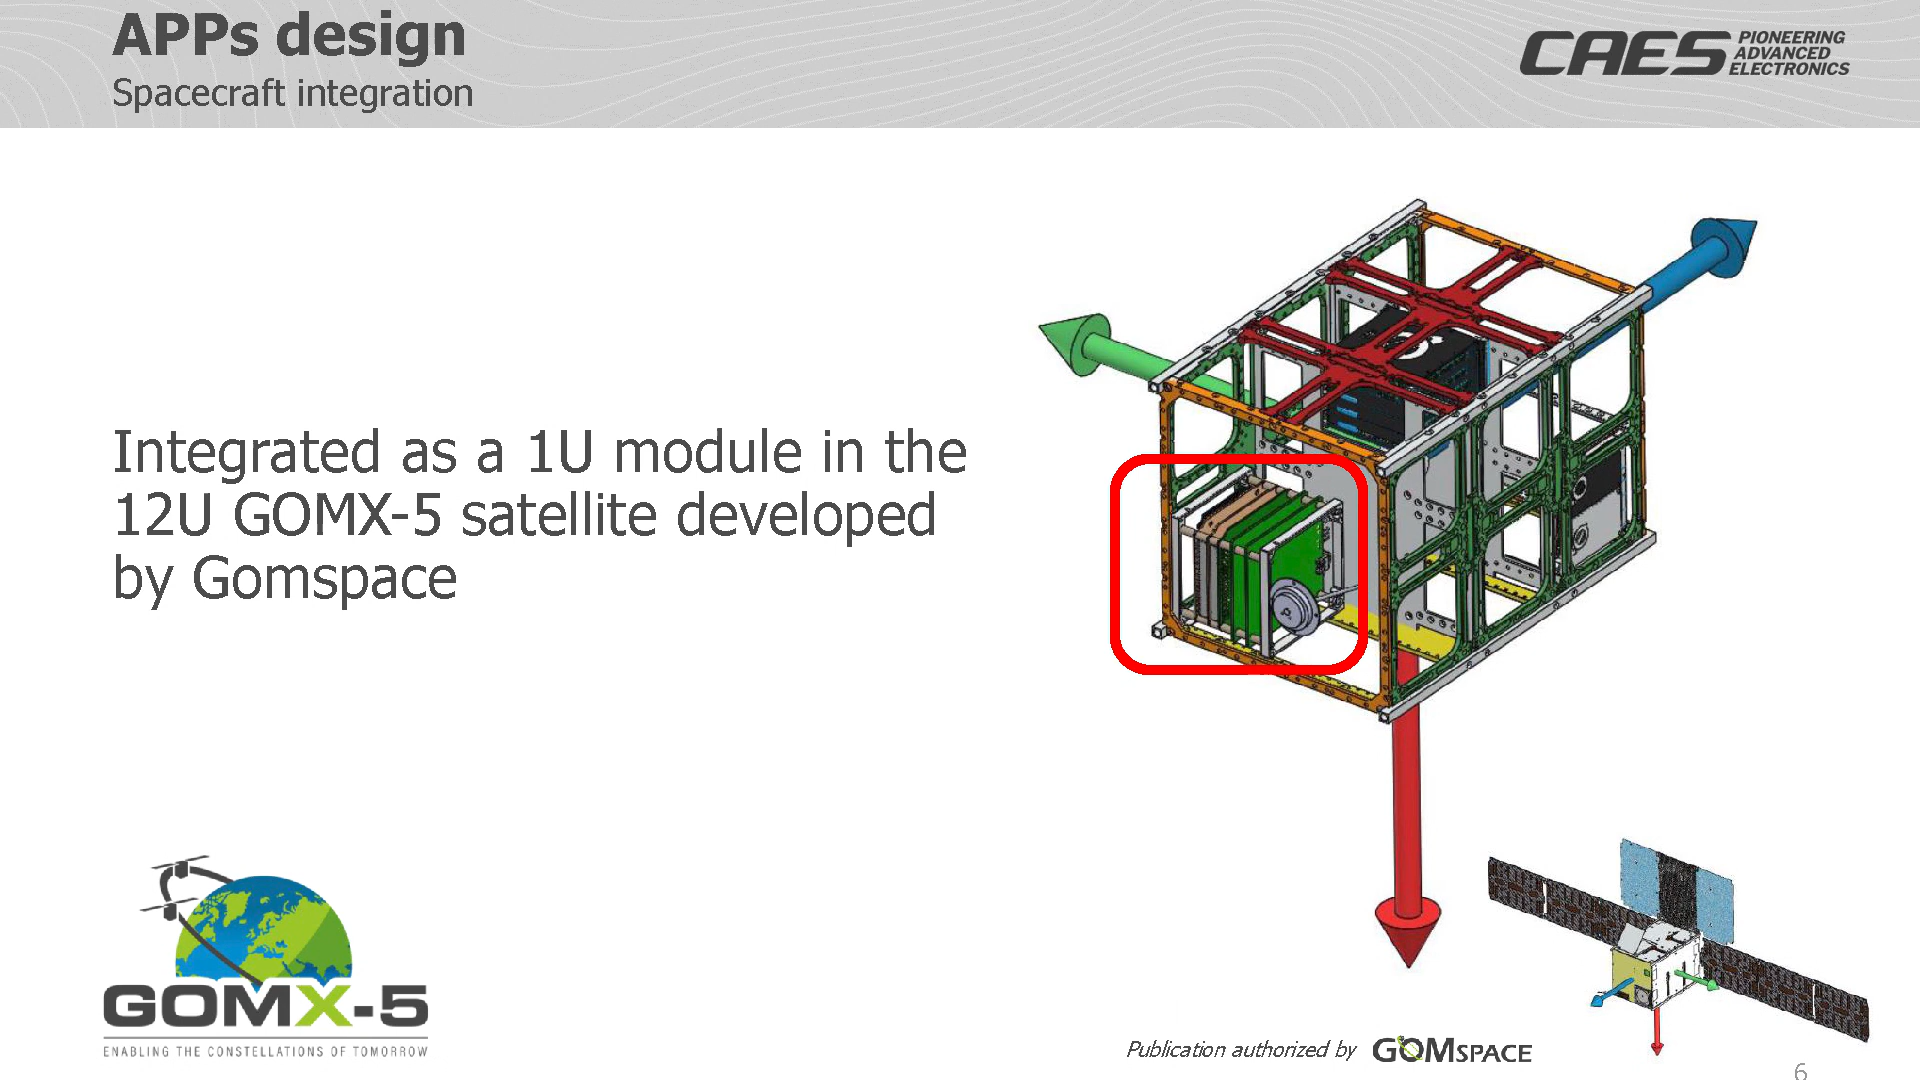 APPs design
Spacecraft integration
CAES PIONEERING
ADVANCED
ELECTRONICS
Integrated as a 1U module in the
12U GOMX-5 satellite developed
by Gomspace
GOMX-5
ENABLING THE CONSTELLATIONS OF TOMORROW
Publication authorized by GOMSPACE
6